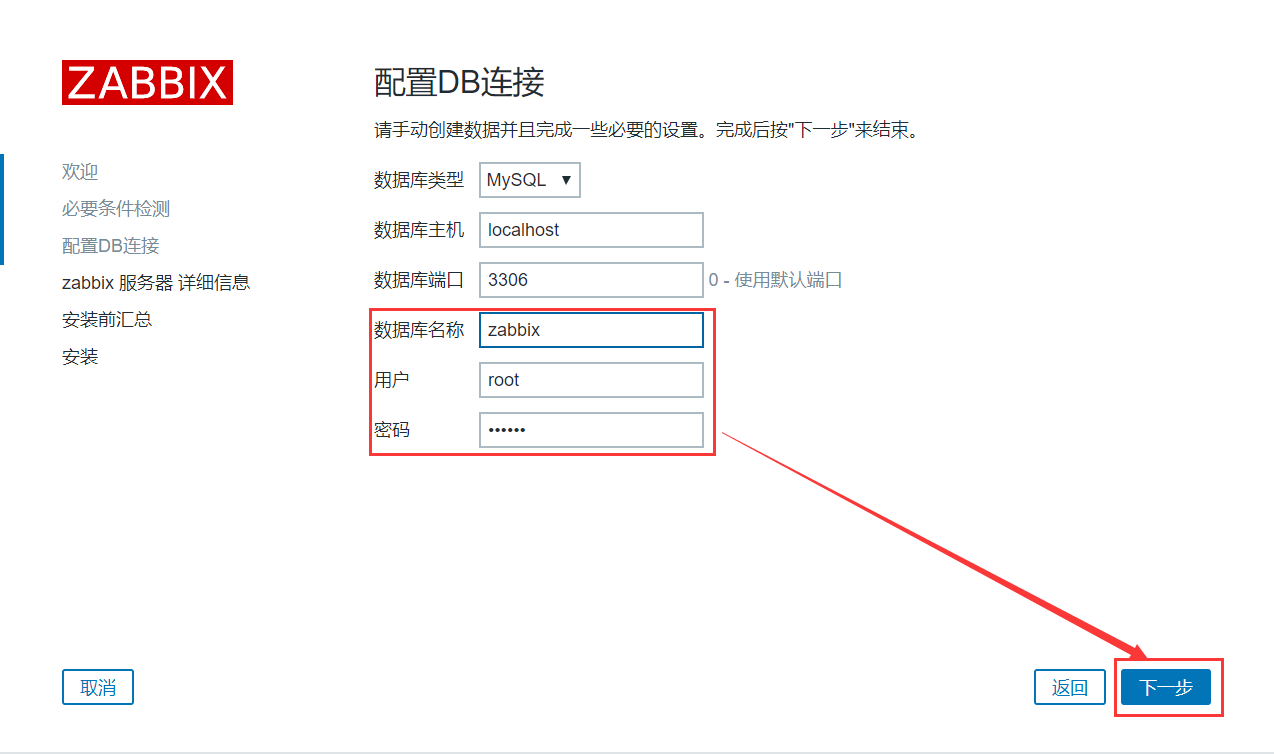 ZABBIX
欢迎
必要条件检测
配置DB连接
zabbix 服务器 详细信息
安装前汇总
安装
配置DB连接
请手动创建数据并且完成一些必要的设置。完成后按"下一步"来结束。
数据库类型 MySQL ▼
数据库主机 localhost
数据库端口 3306 0 - 使用默认端口
数据库名称 zabbix
用户 root
密码 ••••••
取消 返回 下一步